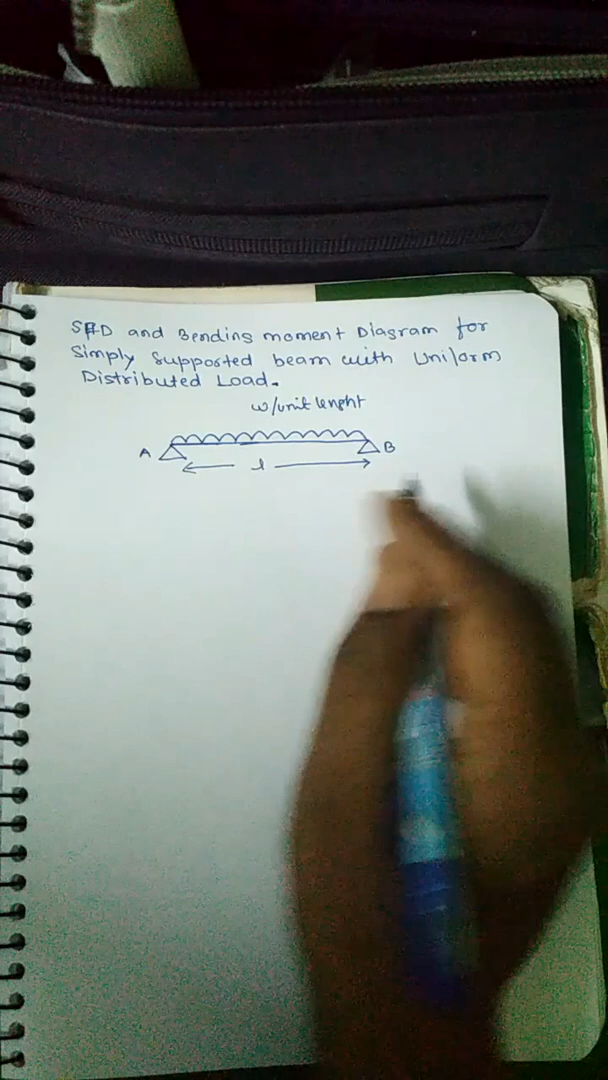 SFD and Bending moment Diagram for
Simply Supported beam with Uniform
Distributed Load.
w/unit lenght
A B
l